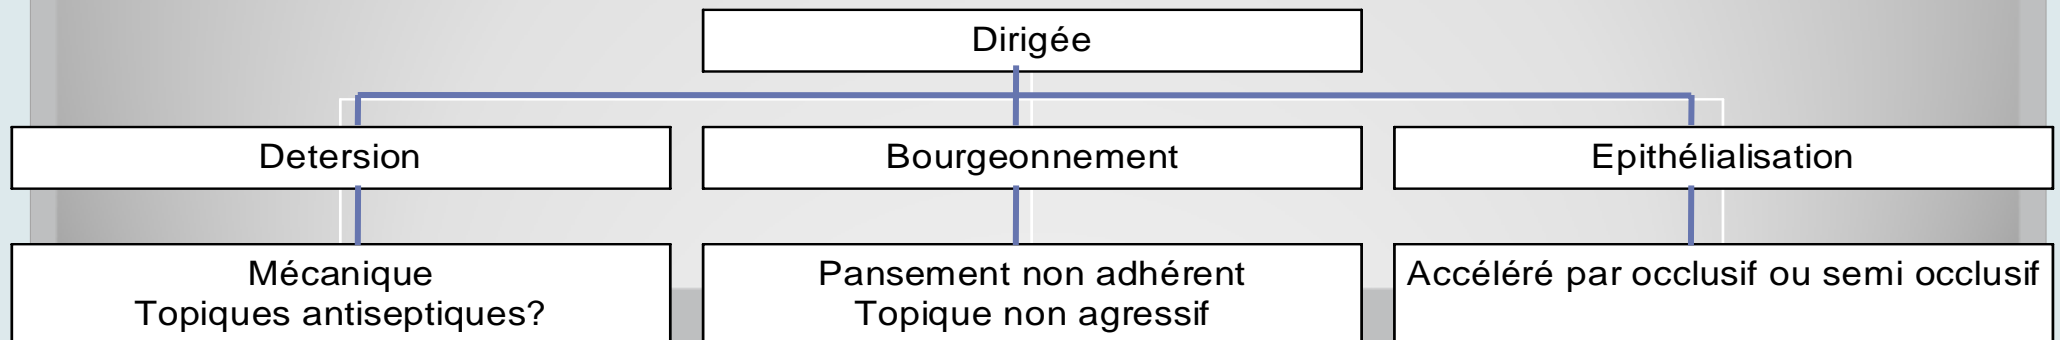 Dirigée
Detersion
Bourgeonnement
Epithélialisation
Mécanique
Topiques antiseptiques?
Pansement non adhérent
Topique non agressif
Accéléré par occlusif ou semi occlusif